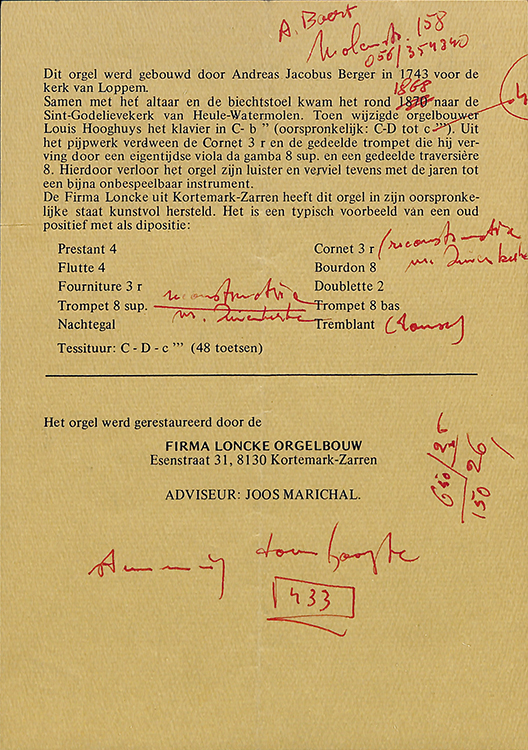 A. Baert
Molenstr. 158
056/354840
Dit orgel werd gebouwd door Andreas Jacobus Berger in 1743 voor de
kerk van Loppem.
1868
Samen met het altaar en de biechtstoel kwam het rond 1870 naar de
Sint-Godelievekerk van Heule-Watermolen. Toen wijzigde orgelbouwer
Louis Hooghuys het klavier in C- b '' (oorspronkelijk: C-D tot c'''). Uit
het pijpwerk verdween de Cornet 3 r en de gedeelde trompet die hij ver-
ving door een eigentijdse viola da gamba 8 sup. en een gedeelde traversière
8. Hierdoor verloor het orgel zijn luister en verviel tevens met de jaren tot
een bijna onbespeelbaar instrument.
De Firma Loncke uit Kortemark-Zarren heeft dit orgel in zijn oorspronke-
lijke staat kunstvol hersteld. Het is een typisch voorbeeld van een oud
positief met als dipositie:
Prestant 4 Cornet 3 r (reconstructie
Flutte 4 Bourdon 8
Fourniture 3 r Doublette 2
reconstructie
Trompet 8 sup. Trompet 8 bas
Nachtegal Tremblant
Tessituur: C - D - c ''' (48 toetsen)
Het orgel werd gerestaureerd door de
FIRMA LONCKE ORGELBOUW
Esenstraat 31, 8130 Kortemark-Zarren
ADVISEUR: JOOS MARICHAL.
stemming toonhoogte
433